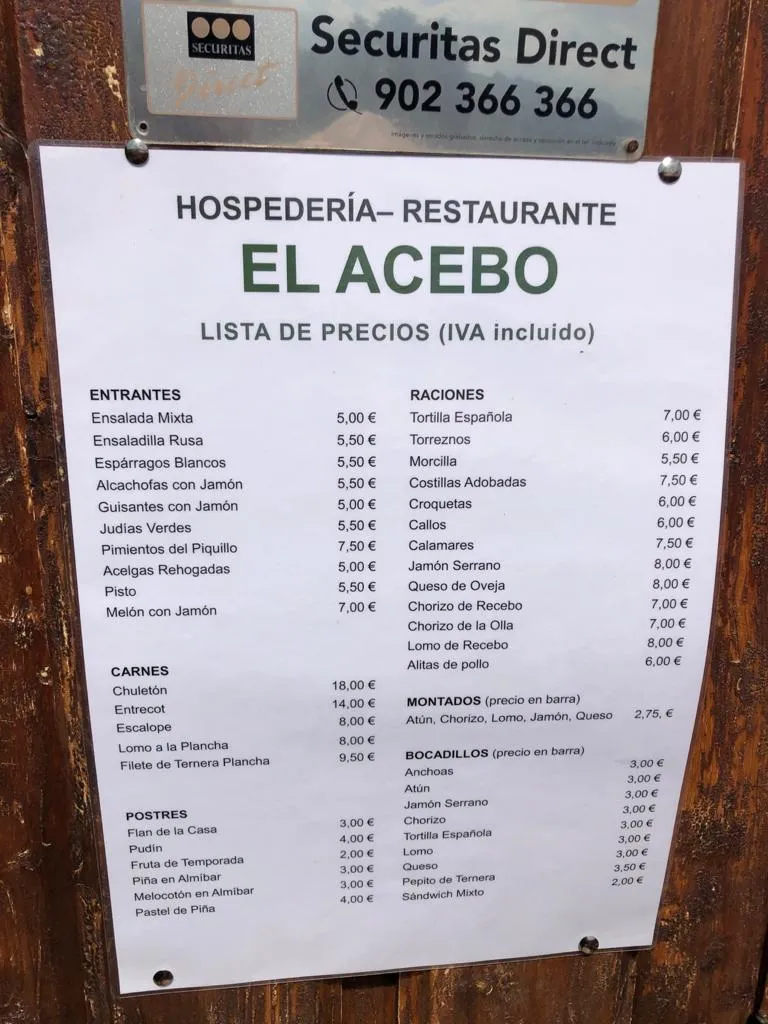 SECURITAS
Direct
Securitas Direct
902 366 366
HOSPEDERÍA– RESTAURANTE
EL ACEBO
LISTA DE PRECIOS (IVA incluido)
ENTRANTES
Ensalada Mixta 5,00 €
Ensaladilla Rusa 5,50 €
Espárragos Blancos 5,50 €
Alcachofas con Jamón 5,50 €
Guisantes con Jamón 5,00 €
Judías Verdes 5,50 €
Pimientos del Piquillo 7,50 €
Acelgas Rehogadas 5,00 €
Pisto 5,50 €
Melón con Jamón 7,00 €
CARNES
Chuletón 18,00 €
Entrecot 14,00 €
Escalope 8,00 €
Lomo a la Plancha 8,00 €
Filete de Ternera Plancha 9,50 €
POSTRES
Flan de la Casa 3,00 €
Pudín 4,00 €
Fruta de Temporada 2,00 €
Piña en Almíbar 3,00 €
Melocotón en Almíbar 3,00 €
Pastel de Piña 4,00 €
RACIONES
Tortilla Española 7,00 €
Torreznos 6,00 €
Morcilla 5,50 €
Costillas Adobadas 7,50 €
Croquetas 6,00 €
Callos 6,00 €
Calamares 7,50 €
Jamón Serrano 8,00 €
Queso de Oveja 8,00 €
Chorizo de Recebo 7,00 €
Chorizo de la Olla 7,00 €
Lomo de Recebo 8,00 €
Alitas de pollo 6,00 €
MONTADOS (precio en barra)
Atún, Chorizo, Lomo, Jamón, Queso 2,75, €
BOCADILLOS (precio en barra)
Anchoas 3,00 €
Atún 3,00 €
Jamón Serrano 3,00 €
Chorizo 3,00 €
Tortilla Española 3,00 €
Lomo 3,00 €
Queso 3,00 €
Pepito de Ternera 3,50 €
Sándwich Mixto 2,00 €